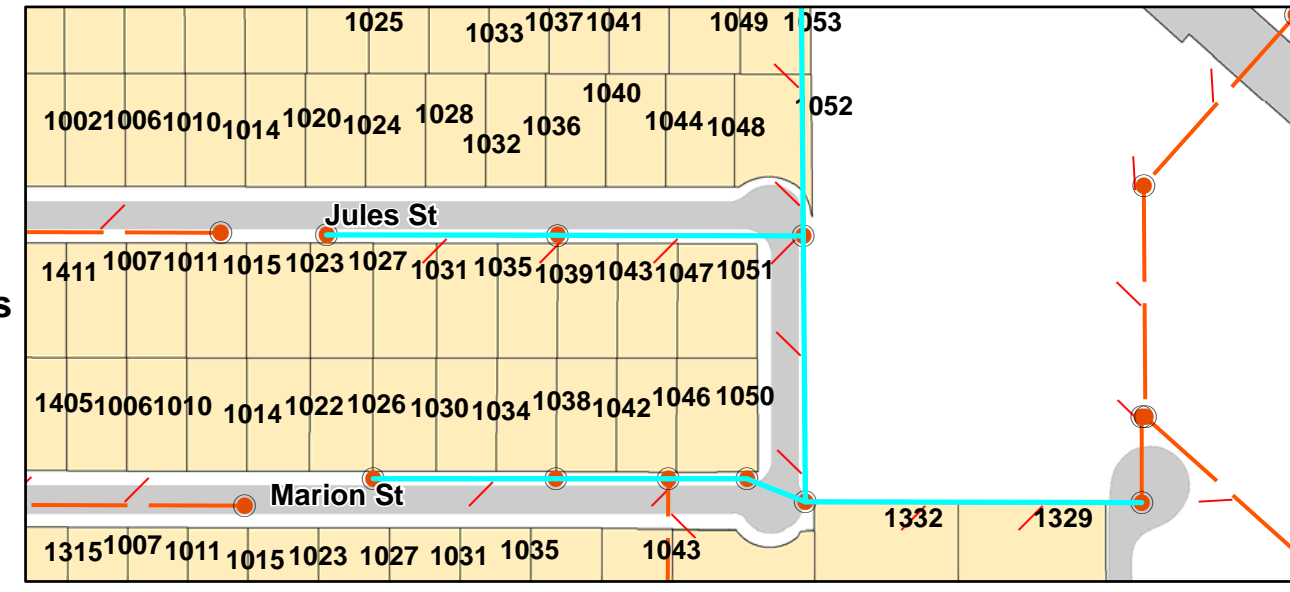 1025 1033 1037 1041 1049 1053
1002 1006 1010 1014 1020 1024 1028 1032 1036 1040 1044 1048 1052
Jules St
1411 1007 1011 1015 1023 1027 1031 1035 1039 1043 1047 1051
s
1405 1006 1010 1014 1022 1026 1030 1034 1038 1042 1046 1050
Marion St
1332 1329
1315 1007 1011 1015 1023 1027 1031 1035 1043